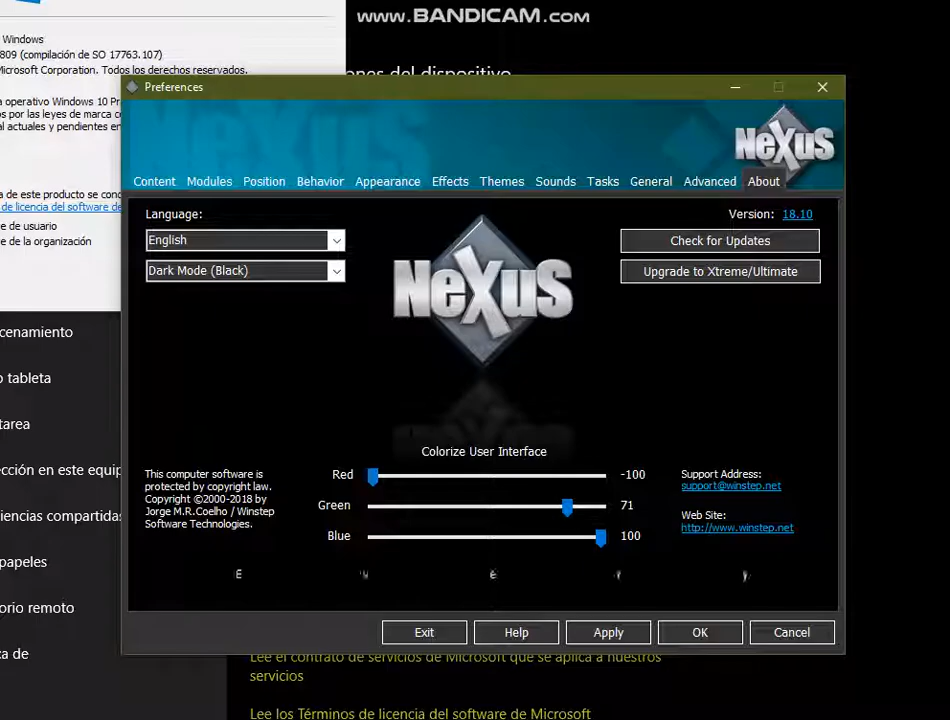 www.BANDICAM.com
Windows
809 (compilación de SO 17763.107)
Microsoft Corporation. Todos los derechos reservados.
ones del dispositivo
Preferences
a operativo Windows 10 Pr
os por las leyes de marca c
al actuales y pendientes en
NeXuS
Content Modules Position Behavior Appearance Effects Themes Sounds Tasks General Advanced About
a de este producto se con
de licencia del software de
e de usuario
e de la organización
Language:
Version: 18.10
English
Check for Updates
Dark Mode (Black)
Upgrade to Xtreme/Ultimate
NeXuS
cenamiento
o tableta
tarea
ección en este equip
iencias compartidas
papeles
orio remoto
ca de
Colorize User Interface
Red -100
Green 71
Blue 100
This computer software is
protected by copyright law.
Copyright ©2000-2018 by
Jorge M.R.Coelho / Winstep
Software Technologies.
Support Address:
support@winstep.net
Web Site:
http://www.winstep.net
E
Exit Help Apply OK Cancel
Lee el contrato de servicios de Microsoft que se aplica a nuestros
servicios
Lee los Términos de licencia del software de Microsoft